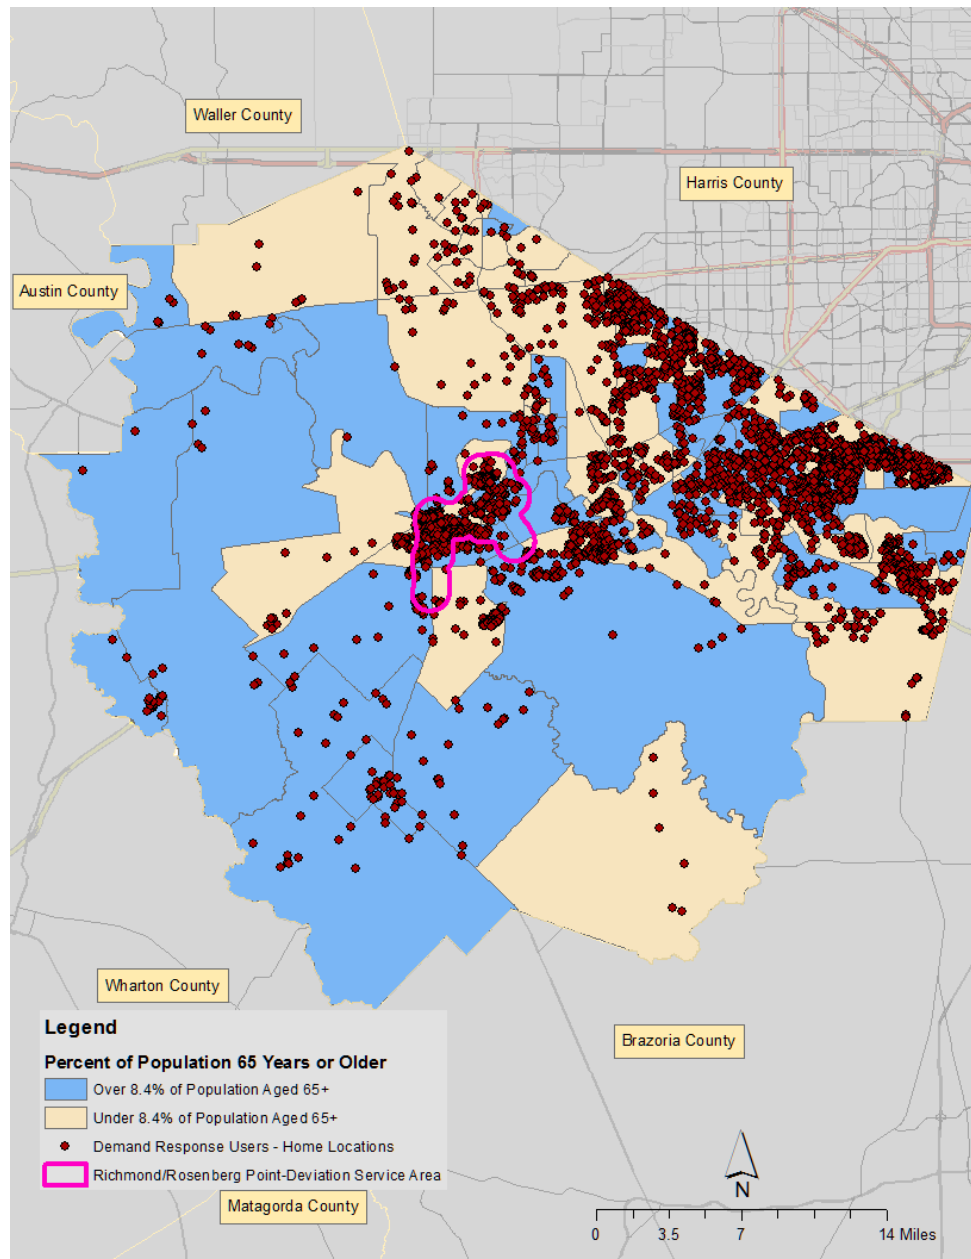 Waller County
Harris County
Austin County
Wharton County
Brazoria County
Legend
Percent of Population 65 Years or Older
Over 8.4% of Population Aged 65+
Under 8.4% of Population Aged 65+
Demand Response Users - Home Locations
Richmond/Rosenberg Point-Deviation Service Area
Matagorda County
N
0 3.5 7 14 Miles